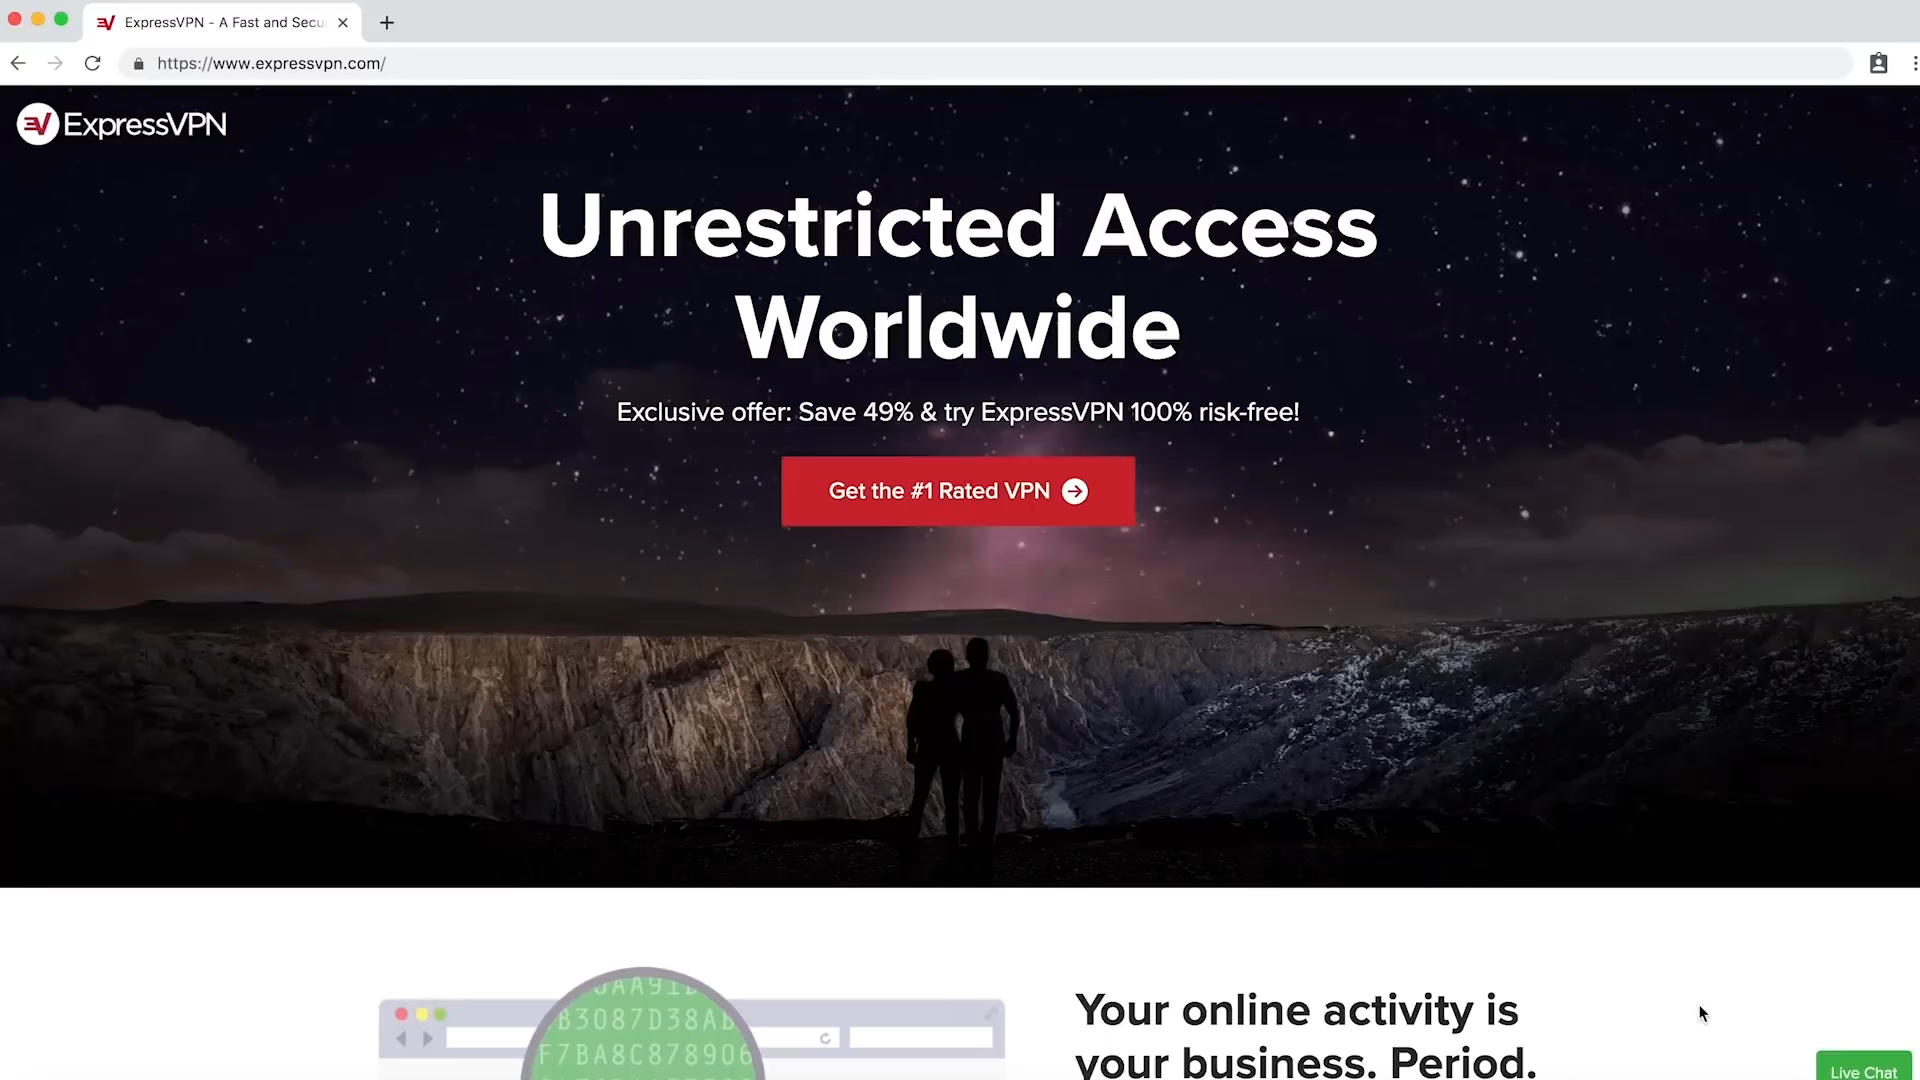 ExpressVPN - A Fast and Secu
https://www.expressvpn.com/
ExpressVPN
Unrestricted Access
Worldwide
Exclusive offer: Save 49% & try ExpressVPN 100% risk-free!
Get the #1 Rated VPN
B3087D38AB
F7BA8C878906
Your online activity is
your business. Period.
Live Chat